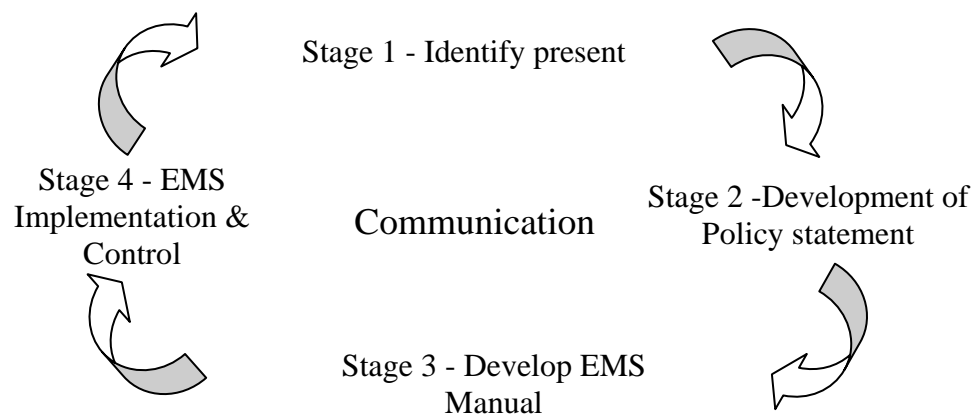 Stage 1 - Identify present
Stage 2 -Development of
Policy statement
Stage 3 - Develop EMS
Manual
Stage 4 - EMS
Implementation &
Control
Communication